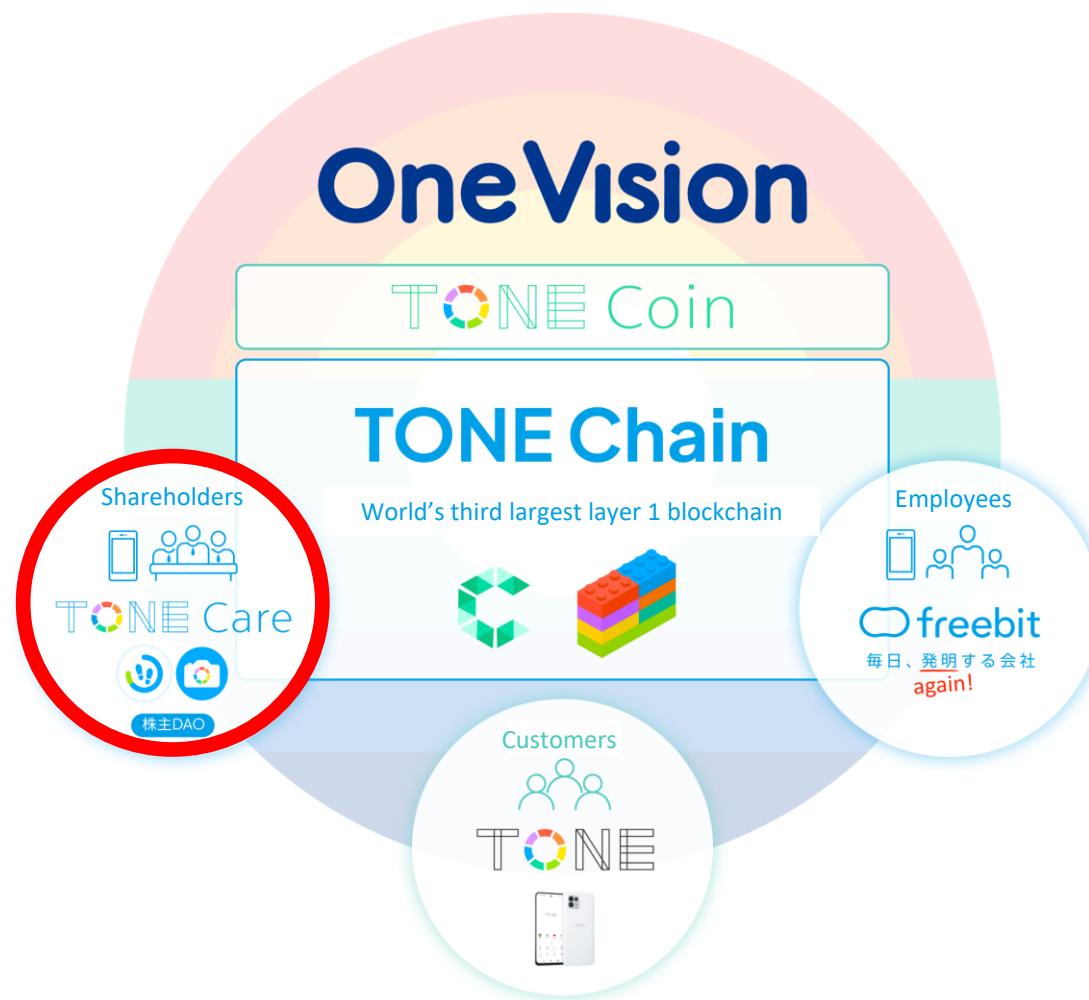 OneVision
TONE Coin
TONE Chain
World's third largest layer 1 blockchain
Shareholders
TONE Care
株主DAO
Employees
freebit
毎日、発明する会社
again!
Customers
TONE